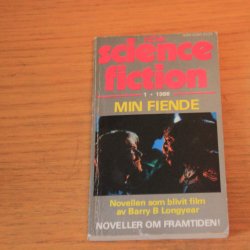 science
fiction
1 - 1986
MIN FIENDE
Novellen som blivit film
av Barry B Longyear
NOVELLER OM FRAMTIDEN!